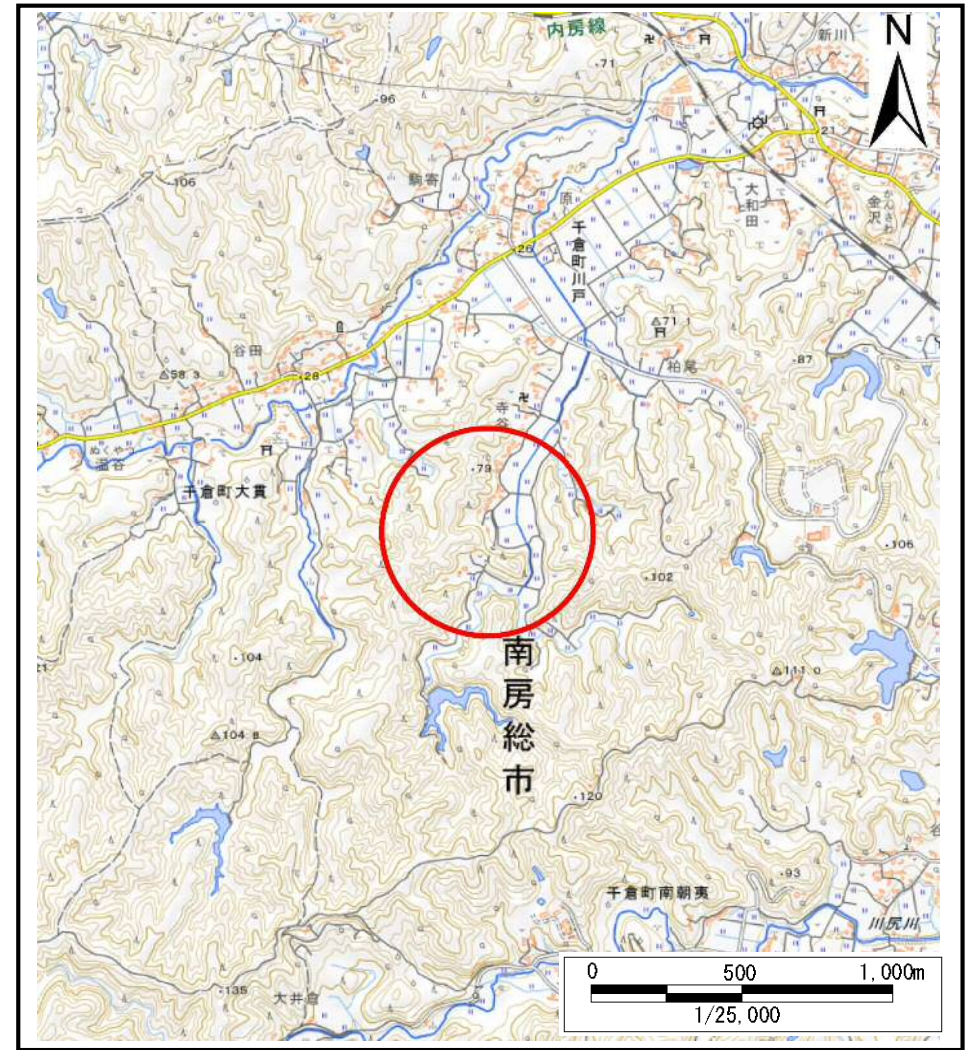 内房線
新川
N
・71
・96
21
・106
駒寄
原
大和田
金沢
かんざわ
26
千倉町川戸
△71.1
谷田
柏尾
・87
△58.3
・28
寺谷
ぬくやつ
温谷
・79
千倉町大貫
・106
・102
・104
南房総市
△111.0
△104.8
・120
・93
千倉町南朝夷
川尻川
・135
大井倉
0 500 1,000m
1/25,000